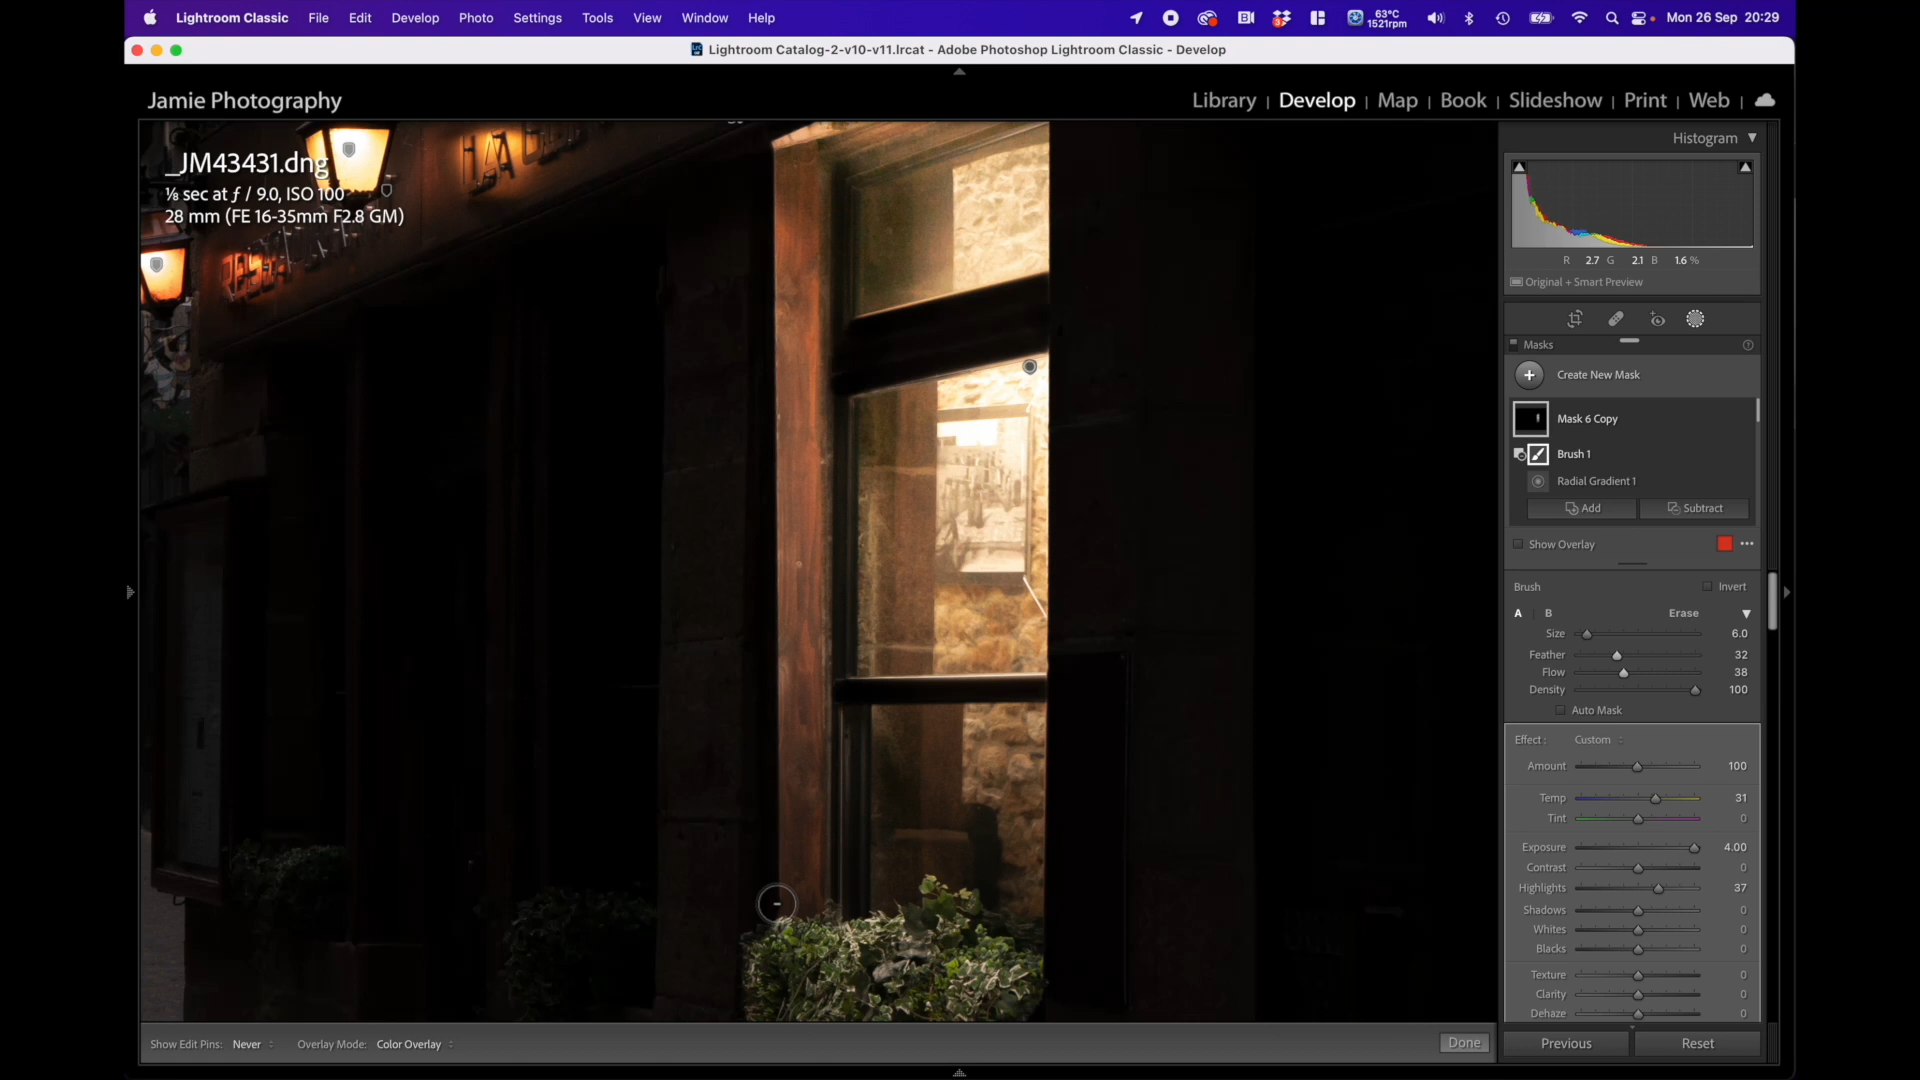 Lightroom Classic File Edit Develop Photo Settings Tools View Window Help
63°C
1521rpm
Mon 26 Sep 20:29
Lightroom Catalog-2-v10-v11.lrcat - Adobe Photoshop Lightroom Classic - Develop
Jamie Photography
Library | Develop | Map | Book | Slideshow | Print | Web |
Histogram
_JM43431.dng
⅛ sec at ƒ / 9.0, ISO 100
28 mm (FE 16-35mm F2.8 GM)
R 2.7 G 2.1 B 1.6 %
Original + Smart Preview
Masks
Create New Mask
Mask 6 Copy
Brush 1
Radial Gradient 1
Add Subtract
Show Overlay
Brush Invert
A B Erase
Size 6.0
Feather 32
Flow 38
Density 100
Auto Mask
Effect : Custom
Amount 100
Temp 31
Tint 0
Exposure 4.00
Contrast 0
Highlights 37
Shadows 0
Whites 0
Blacks 0
Texture 0
Clarity 0
Dehaze 0
Show Edit Pins: Never Overlay Mode: Color Overlay Done
Previous Reset